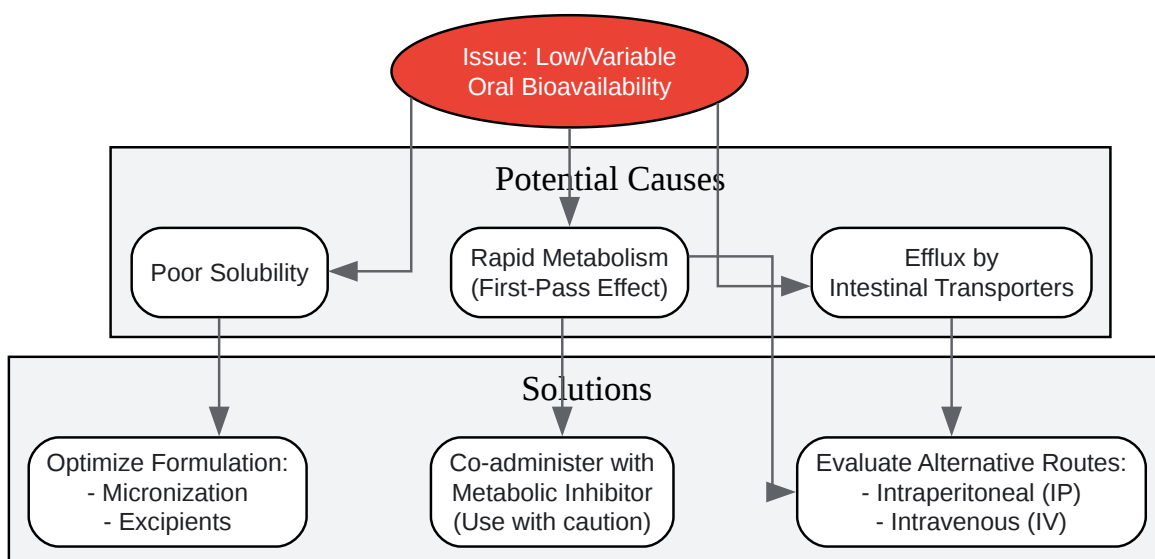 Issue: Low/Variable
Oral Bioavailability
Potential Causes
Poor Solubility
Rapid Metabolism
(First-Pass Effect)
Efflux by
Intestinal Transporters
Solutions
Optimize Formulation:
- Micronization
- Excipients
Co-administer with
Metabolic Inhibitor
(Use with caution)
Evaluate Alternative Routes:
- Intraperitoneal (IP)
- Intravenous (IV)